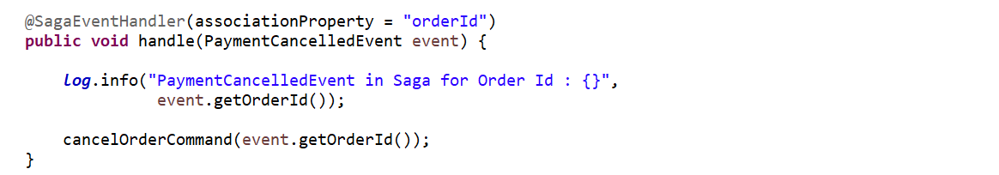 @SagaEventHandler(associationProperty = "orderId")
public void handle(PaymentCancelledEvent event) {
log.info("PaymentCancelledEvent in Saga for Order Id : {}",
event.getOrderId());
cancelOrderCommand(event.getOrderId());
}